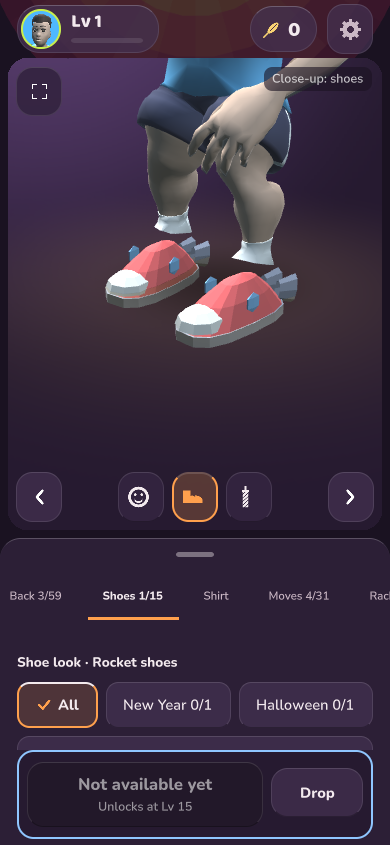 Lv 1
0
Close-up: shoes
Back 3/59
Shoes 1/15
Shirt
Moves 4/31
Shoe look · Rocket shoes
All
New Year 0/1
Halloween 0/1
Not available yet
Unlocks at Lv 15
Drop